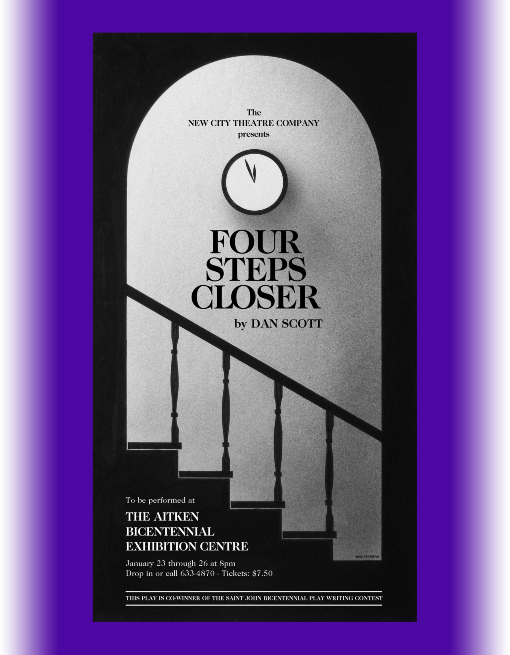 The
NEW CITY THEATRE COMPANY
presents
FOUR
STEPS
CLOSER
by DAN SCOTT
To be performed at
THE AITKEN
BICENTENNIAL
EXHIBITION CENTRE
January 23 through 26 at 8pm
Drop in or call 633-4870 · Tickets: $7.50
THIS PLAY IS CO-WINNER OF THE SAINT JOHN BICENTENNIAL PLAY WRITING CONTEST